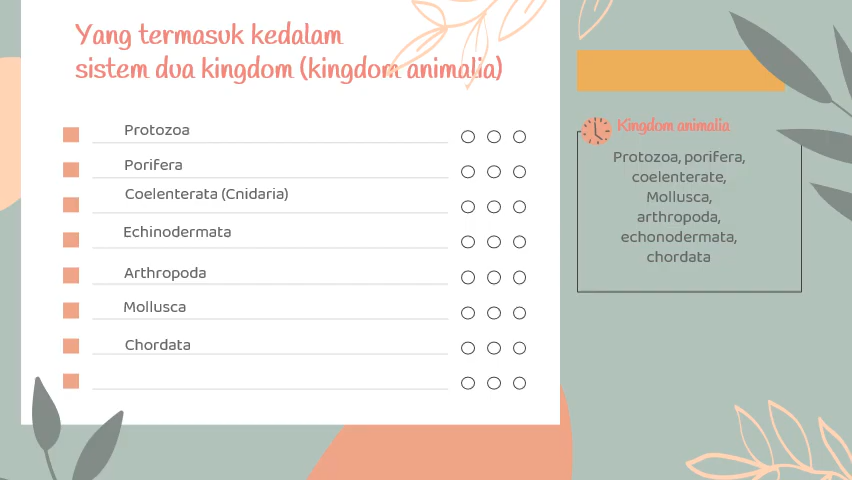 Yang termasuk kedalam
sistem dua kingdom (kingdom animalia)
Protozoa
Porifera
Coelenterata (Cnidaria)
Echinodermata
Arthropoda
Mollusca
Chordata
Kingdom animalia
Protozoa, porifera,
coelenterate,
Mollusca,
arthropoda,
echonodermata,
chordata